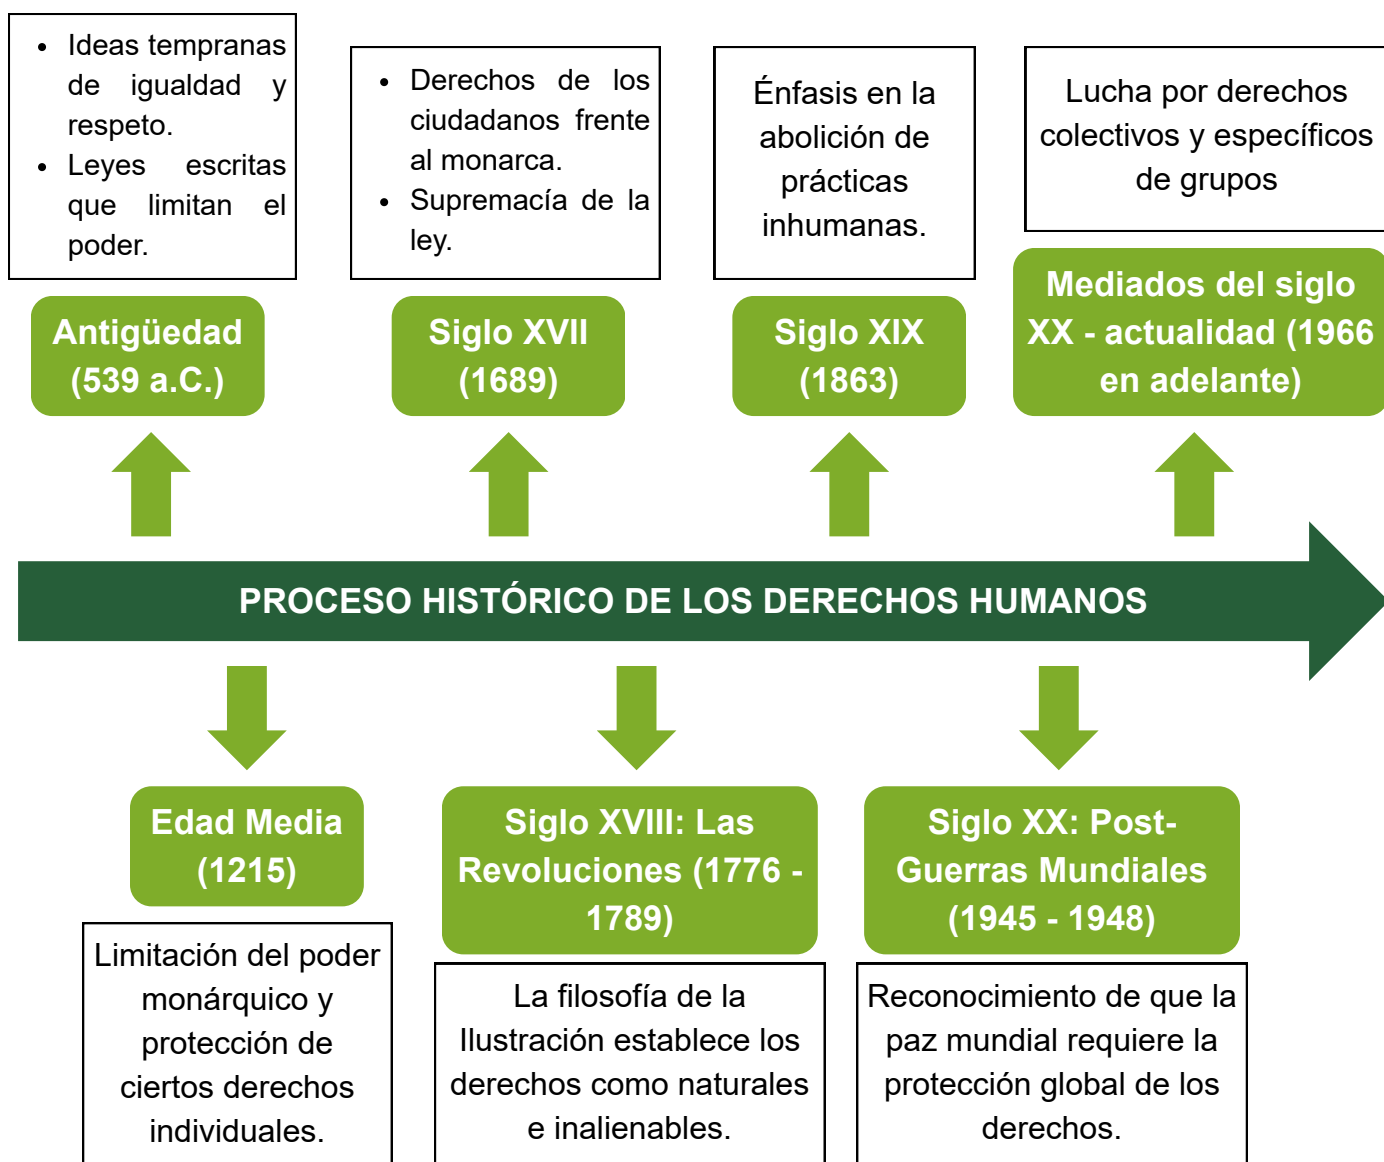 • Ideas tempranas
de igualdad y
respeto.
• Leyes escritas
que limitan el
poder.
Antigüedad
(539 a.C.)
• Derechos de los
ciudadanos frente
al monarca.
• Supremacía de la
ley.
Siglo XVII
(1689)
Énfasis en la
abolición de
prácticas
inhumanas.
Siglo XIX
(1863)
Lucha por derechos
colectivos y específicos
de grupos
Mediados del siglo
XX - actualidad (1966
en adelante)
PROCESO HISTÓRICO DE LOS DERECHOS HUMANOS
Edad Media
(1215)
Limitación del poder
monárquico y
protección de
ciertos derechos
individuales.
Siglo XVIII: Las
Revoluciones (1776 -
1789)
La filosofía de la
Ilustración establece los
derechos como naturales
e inalienables.
Siglo XX: Post-
Guerras Mundiales
(1945 - 1948)
Reconocimiento de que la
paz mundial requiere la
protección global de los
derechos.